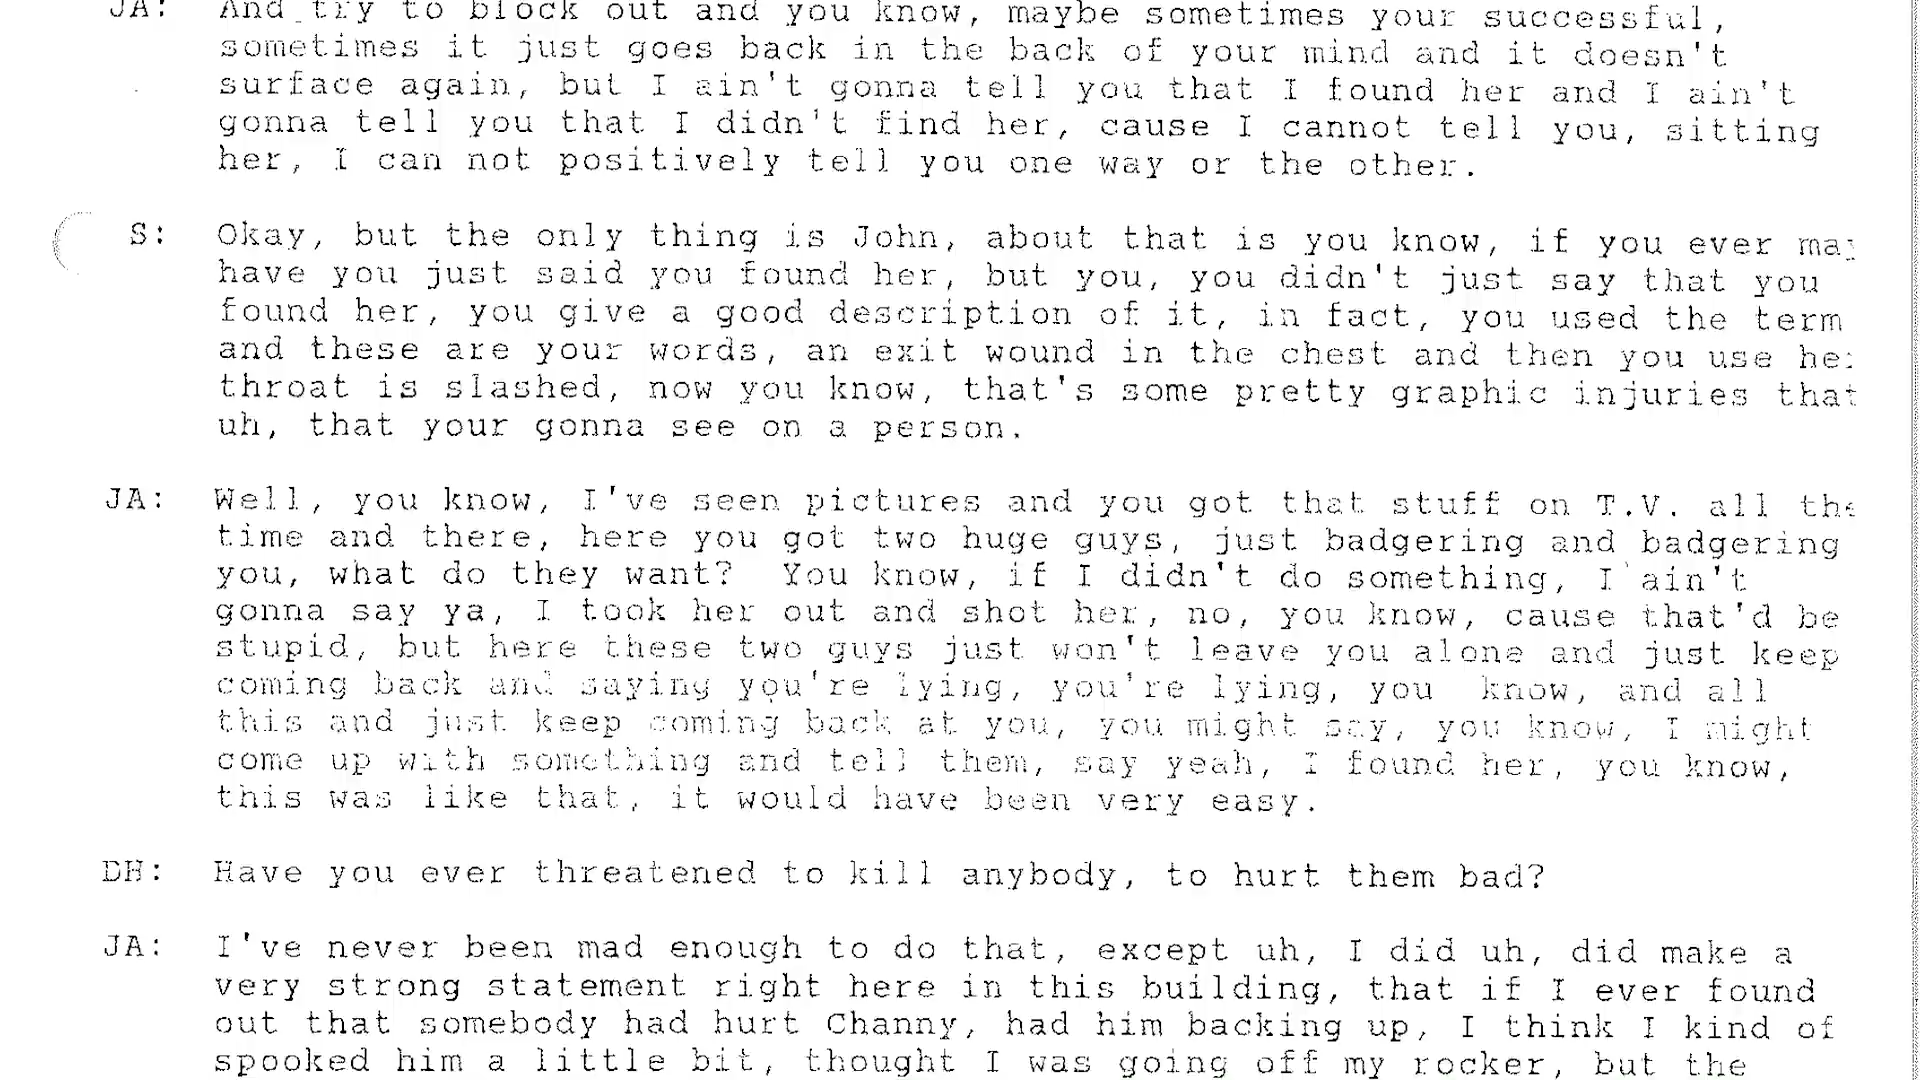 JA: And try to block out and you know, maybe sometimes your successful,
sometimes it just goes back in the back of your mind and it doesn't
surface again, but I ain't gonna tell you that I found her and I ain't
gonna tell you that I didn't find her, cause I cannot tell you, sitting
her, I can not positively tell you one way or the other.
S: Okay, but the only thing is John, about that is you know, if you ever
have you just said you found her, but you, you didn't just say that you
found her, you give a good description of it, in fact, you used the term
and these are your words, an exit wound in the chest and then you use
throat is slashed, now you know, that's some pretty graphic injuries that
uh, that your gonna see on a person.
JA: Well, you know, I've seen pictures and you got that stuff on T.V. all the
time and there, here you got two huge guys, just badgering and badgering
you, what do they want? You know, if I didn't do something, I ain't
gonna say ya, I took her out and shot her, no, you know, cause that'd be
stupid, but here these two guys just won't leave you alone and just keep
coming back and saying you're lying, you're lying, you know, and all
this and just keep coming back at you, you might say, you know, I might
come up with something and tell them, say yeah, I found her, you know,
this was like that, it would have been very easy.
DH: Have you ever threatened to kill anybody, to hurt them bad?
JA: I've never been mad enough to do that, except uh, I did uh, did make a
very strong statement right here in this building, that if I ever found
out that somebody had hurt Channy, had him backing up, I think I kind of
spooked him a little bit, thought I was going off my rocker, but the